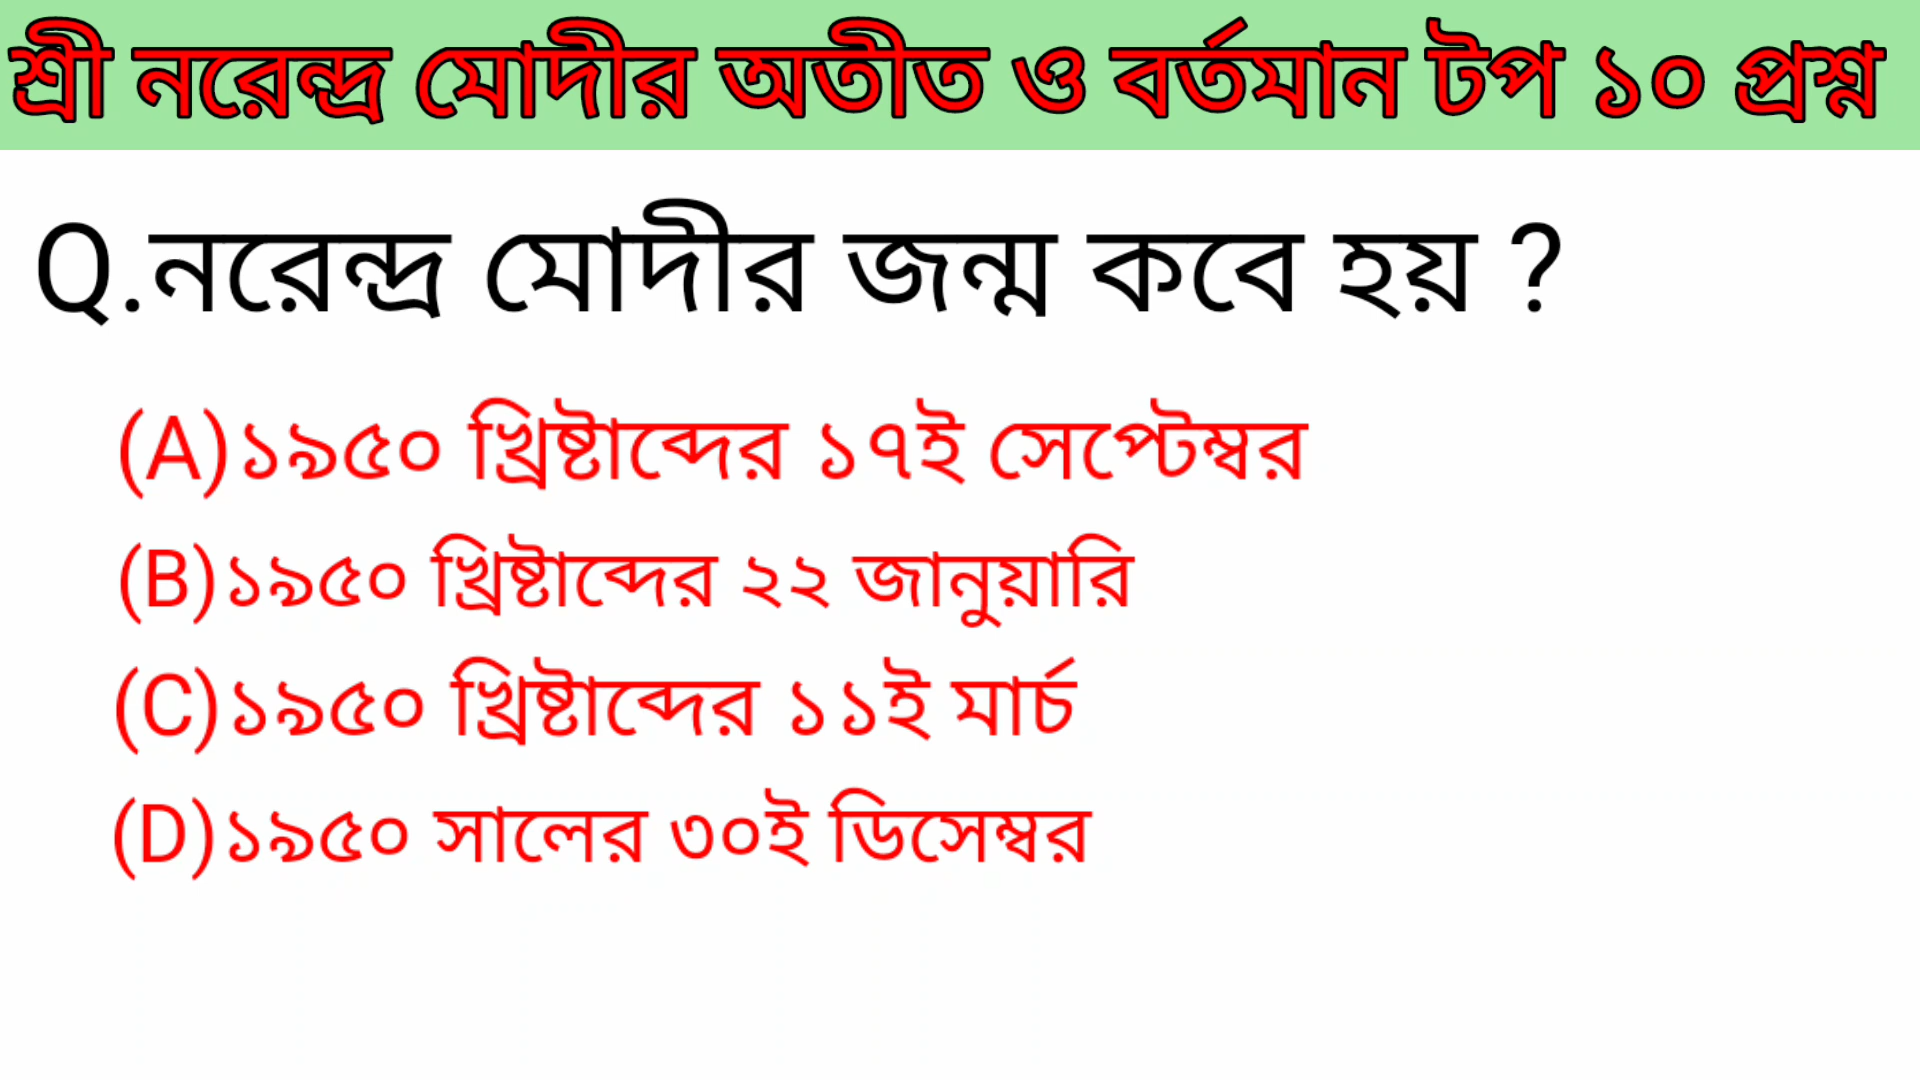 শ্রী নরেন্দ্র মোদীর অতীত ও বর্তমান টপ ১০ প্রশ্ন
Q.নরেন্দ্র মোদীর জন্ম কবে হয় ?
(A)১৯৫০ খ্রিষ্টাব্দের ১৭ই সেপ্টেম্বর
(B)১৯৫০ খ্রিষ্টাব্দের ২২ জানুয়ারি
(C)১৯৫০ খ্রিষ্টাব্দের ১১ই মার্চ
(D)১৯৫০ সালের ৩০ই ডিসেম্বর